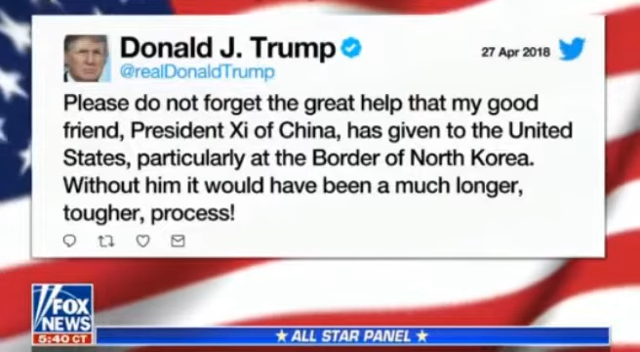 Donald J. Trump
27 Apr 2018
@realDonaldTrump
Please do not forget the great help that my good
friend, President Xi of China, has given to the United
States, particularly at the Border of North Korea.
Without him it would have been a much longer,
tougher, process!
FOX
NEWS
5:40 CT
★ ALL STAR PANEL ★